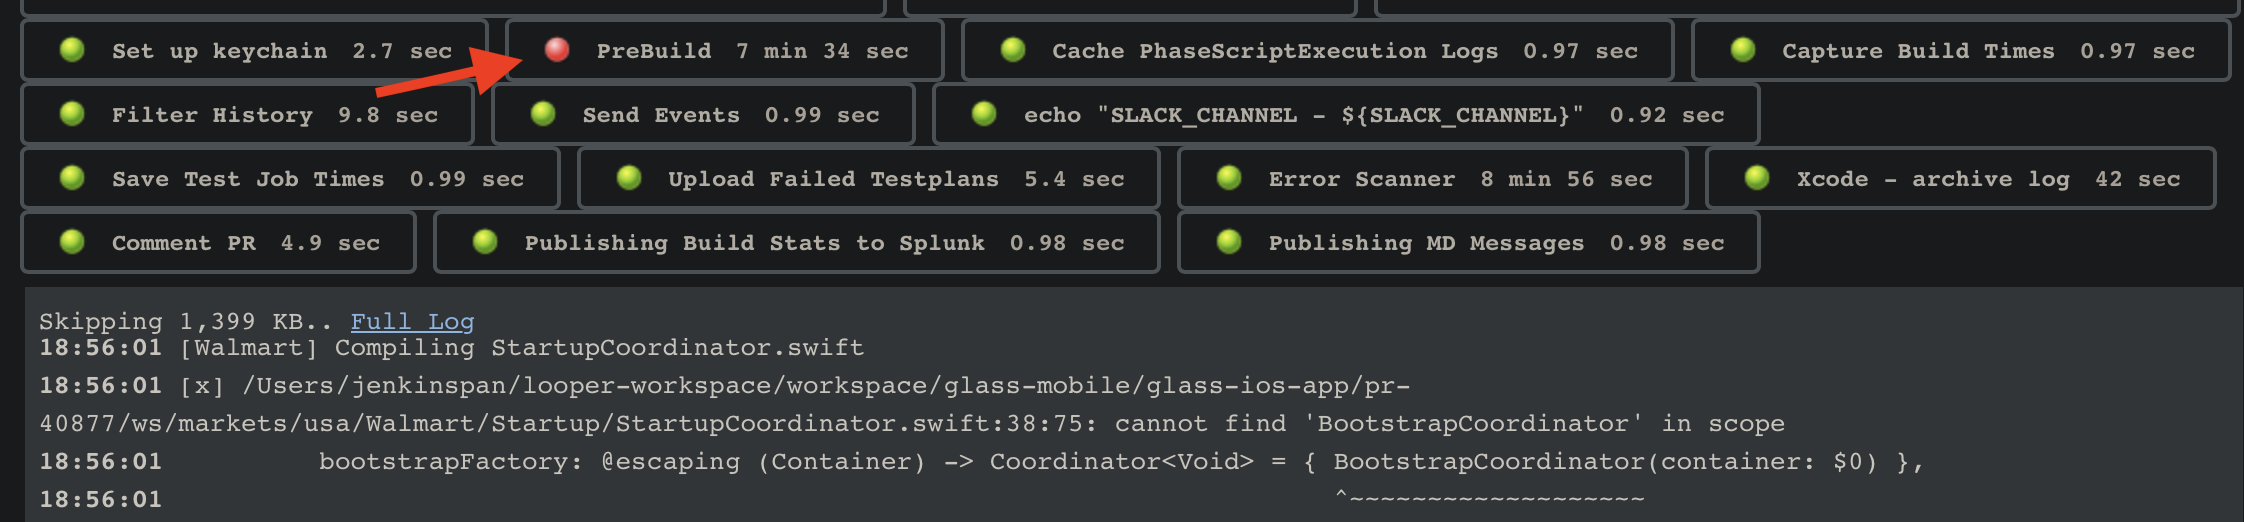 Set up keychain 2.7 sec PreBuild 7 min 34 sec Cache PhaseScriptExecution Logs 0.97 sec Capture Build Times 0.97 sec
Filter History 9.8 sec Send Events 0.99 sec echo "SLACK_CHANNEL - ${SLACK_CHANNEL}" 0.92 sec
Save Test Job Times 0.99 sec Upload Failed Testplans 5.4 sec Error Scanner 8 min 56 sec Xcode - archive log 42 sec
Comment PR 4.9 sec Publishing Build Stats to Splunk 0.98 sec Publishing MD Messages 0.98 sec
Skipping 1,399 KB.. Full Log
18:56:01 [Walmart] Compiling StartupCoordinator.swift
18:56:01 [x] /Users/jenkinspan/looper-workspace/workspace/glass-mobile/glass-ios-app/pr-
40877/ws/markets/usa/Walmart/Startup/StartupCoordinator.swift:38:75: cannot find 'BootstrapCoordinator' in scope
18:56:01 bootstrapFactory: @escaping (Container) -> Coordinator<Void> = { BootstrapCoordinator(container: $0) },
18:56:01 ^~~~~~~~~~~~~~~~~~~~